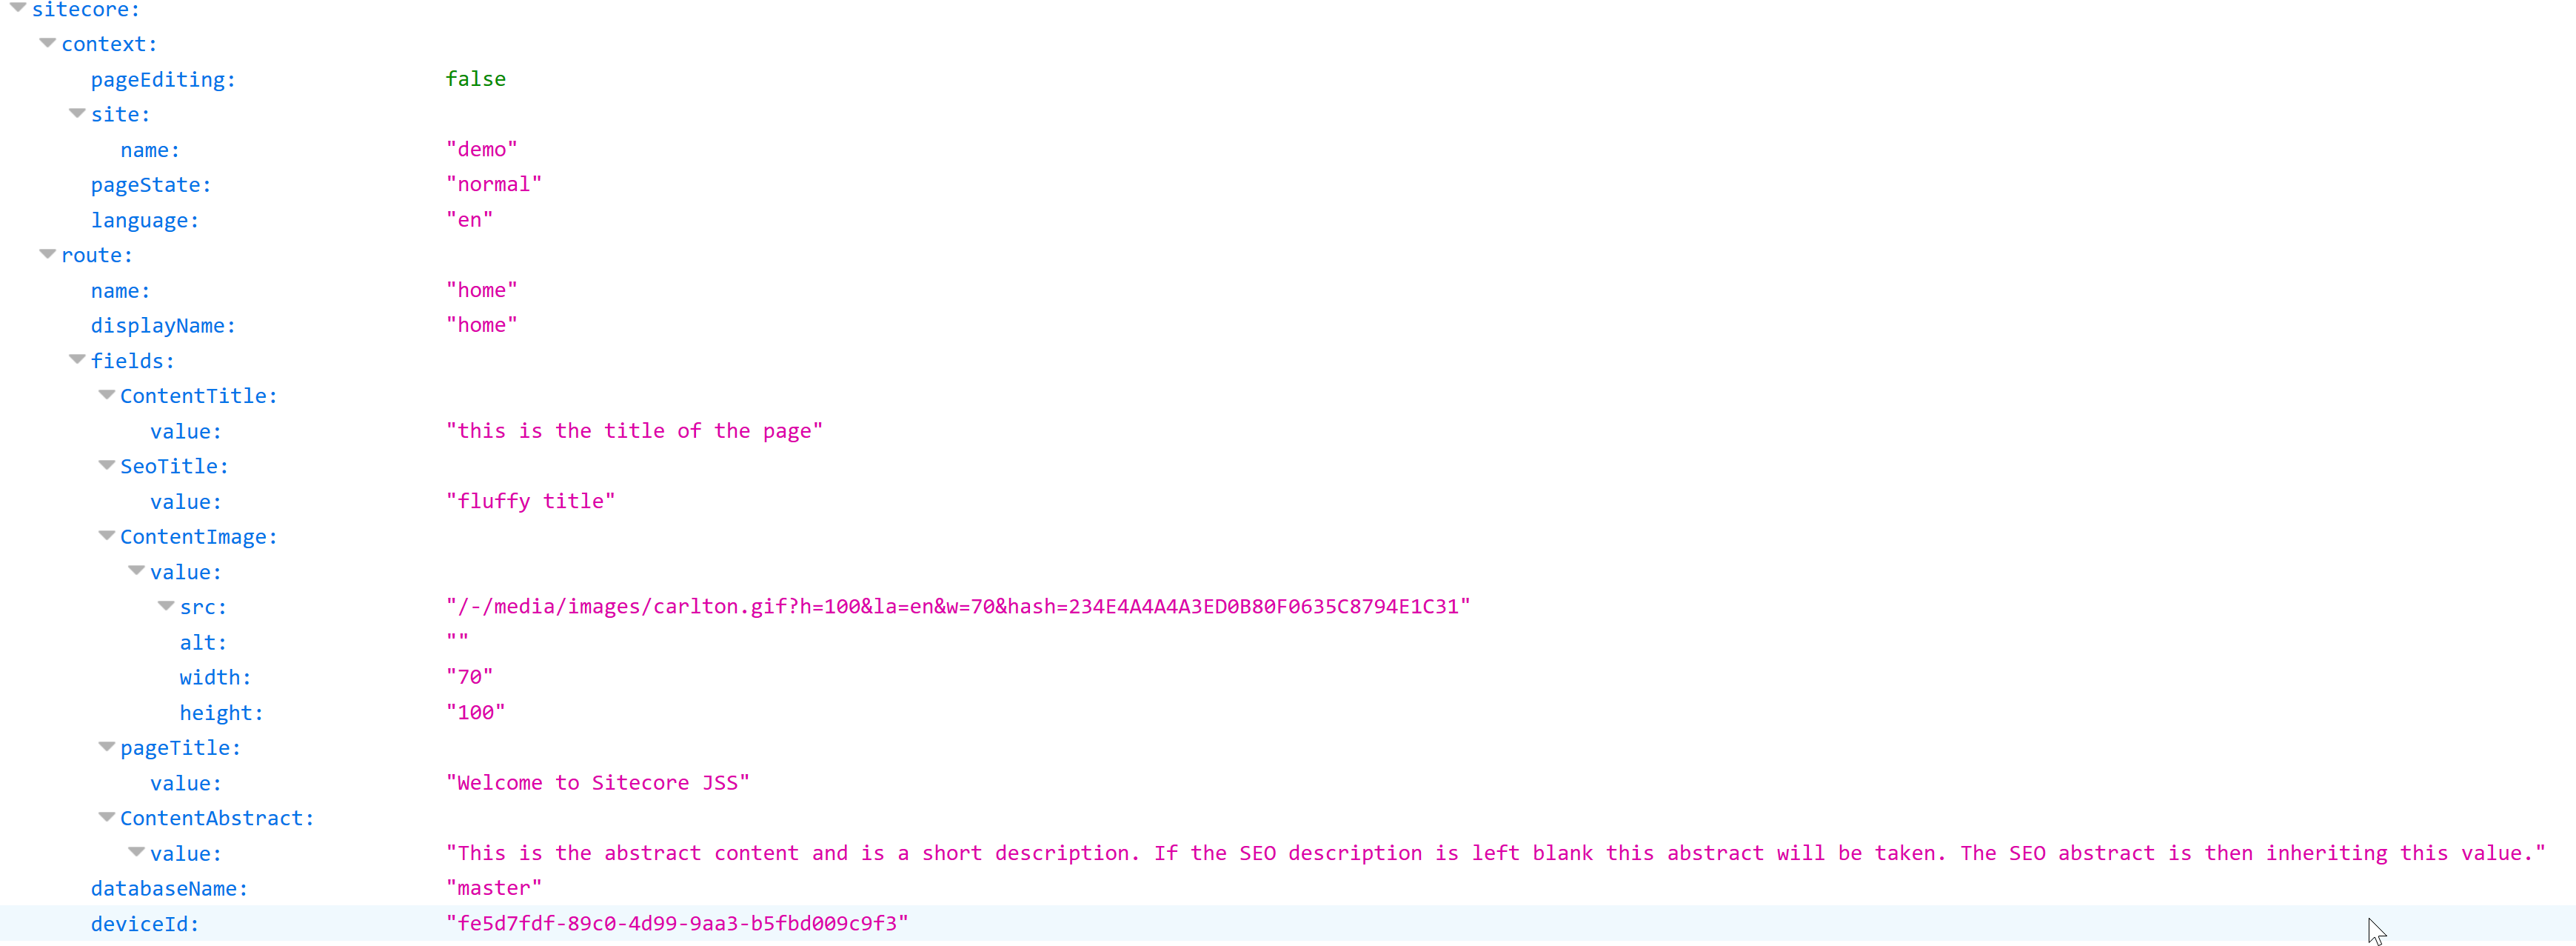 sitecore:
context:
pageEditing: false
site:
name: "demo"
pageState: "normal"
language: "en"
route:
name: "home"
displayName: "home"
fields:
ContentTitle:
value: "this is the title of the page"
SeoTitle:
value: "fluffy title"
ContentImage:
value:
src: "/-/media/images/carlton.gif?h=100&la=en&w=70&hash=234E4A4A4A3ED0B80F0635C8794E1C31"
alt: ""
width: "70"
height: "100"
pageTitle:
value: "Welcome to Sitecore JSS"
ContentAbstract:
value: "This is the abstract content and is a short description. If the SEO description is left blank this abstract will be taken. The SEO abstract is then inheriting this value."
databaseName: "master"
deviceId: "fe5d7fdf-89c0-4d99-9aa3-b5fbd009c9f3"